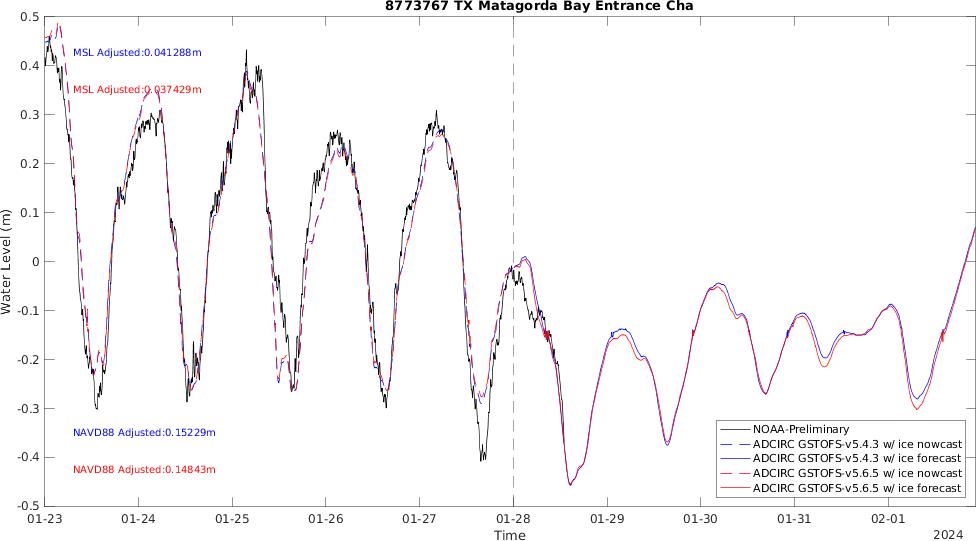 8773767 TX Matagorda Bay Entrance Cha
0.5
0.4
0.3
0.2
0.1
0
-0.1
-0.2
-0.3
-0.4
-0.5
Water Level (m)
MSL Adjusted:0.041288m
MSL Adjusted:0.037429m
NAVD88 Adjusted:0.15229m
NAVD88 Adjusted:0.14843m
NOAA-Preliminary
ADCIRC GSTOFS-v5.4.3 w/ ice nowcast
ADCIRC GSTOFS-v5.4.3 w/ ice forecast
ADCIRC GSTOFS-v5.6.5 w/ ice nowcast
ADCIRC GSTOFS-v5.6.5 w/ ice forecast
01-23 01-24 01-25 01-26 01-27 01-28 01-29 01-30 01-31 02-01
Time
2024